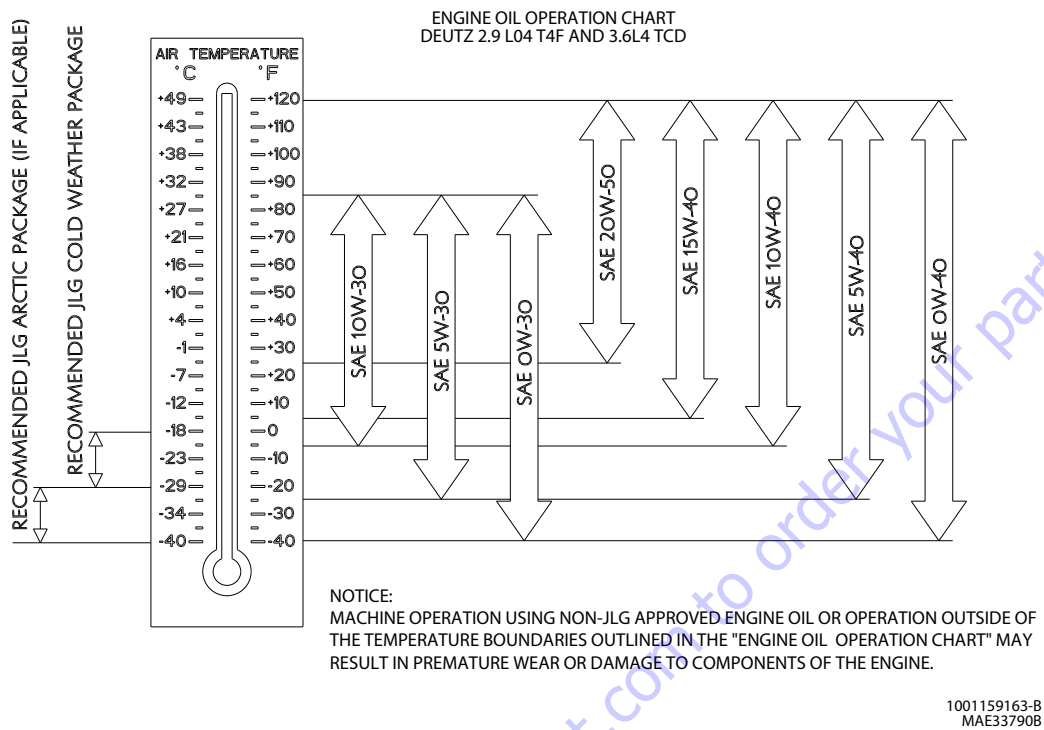 ENGINE OIL OPERATION CHART
DEUTZ 2.9 L04 T4F AND 3.6L4 TCD
RECOMMENDED JLG ARCTIC PACKAGE (IF APPLICABLE)
RECOMMENDED JLG COLD WEATHER PACKAGE
AIR TEMPERATURE
°C °F
+49 +120
+43 +110
+38 +100
+32 +90
+27 +80
+21 +70
+16 +60
+10 +50
+4 +40
-1 +30
-7 +20
-12 +10
-18 0
-23 -10
-29 -20
-34 -30
-40 -40
SAE 10W-30
SAE 5W-30
SAE 0W-30
SAE 20W-50
SAE 15W-40
SAE 10W-40
SAE 5W-40
SAE 0W-40
NOTICE:
MACHINE OPERATION USING NON-JLG APPROVED ENGINE OIL OR OPERATION OUTSIDE OF
THE TEMPERATURE BOUNDARIES OUTLINED IN THE "ENGINE OIL OPERATION CHART" MAY
RESULT IN PREMATURE WEAR OR DAMAGE TO COMPONENTS OF THE ENGINE.
1001159163-B
MAE33790B
t.com to order your part